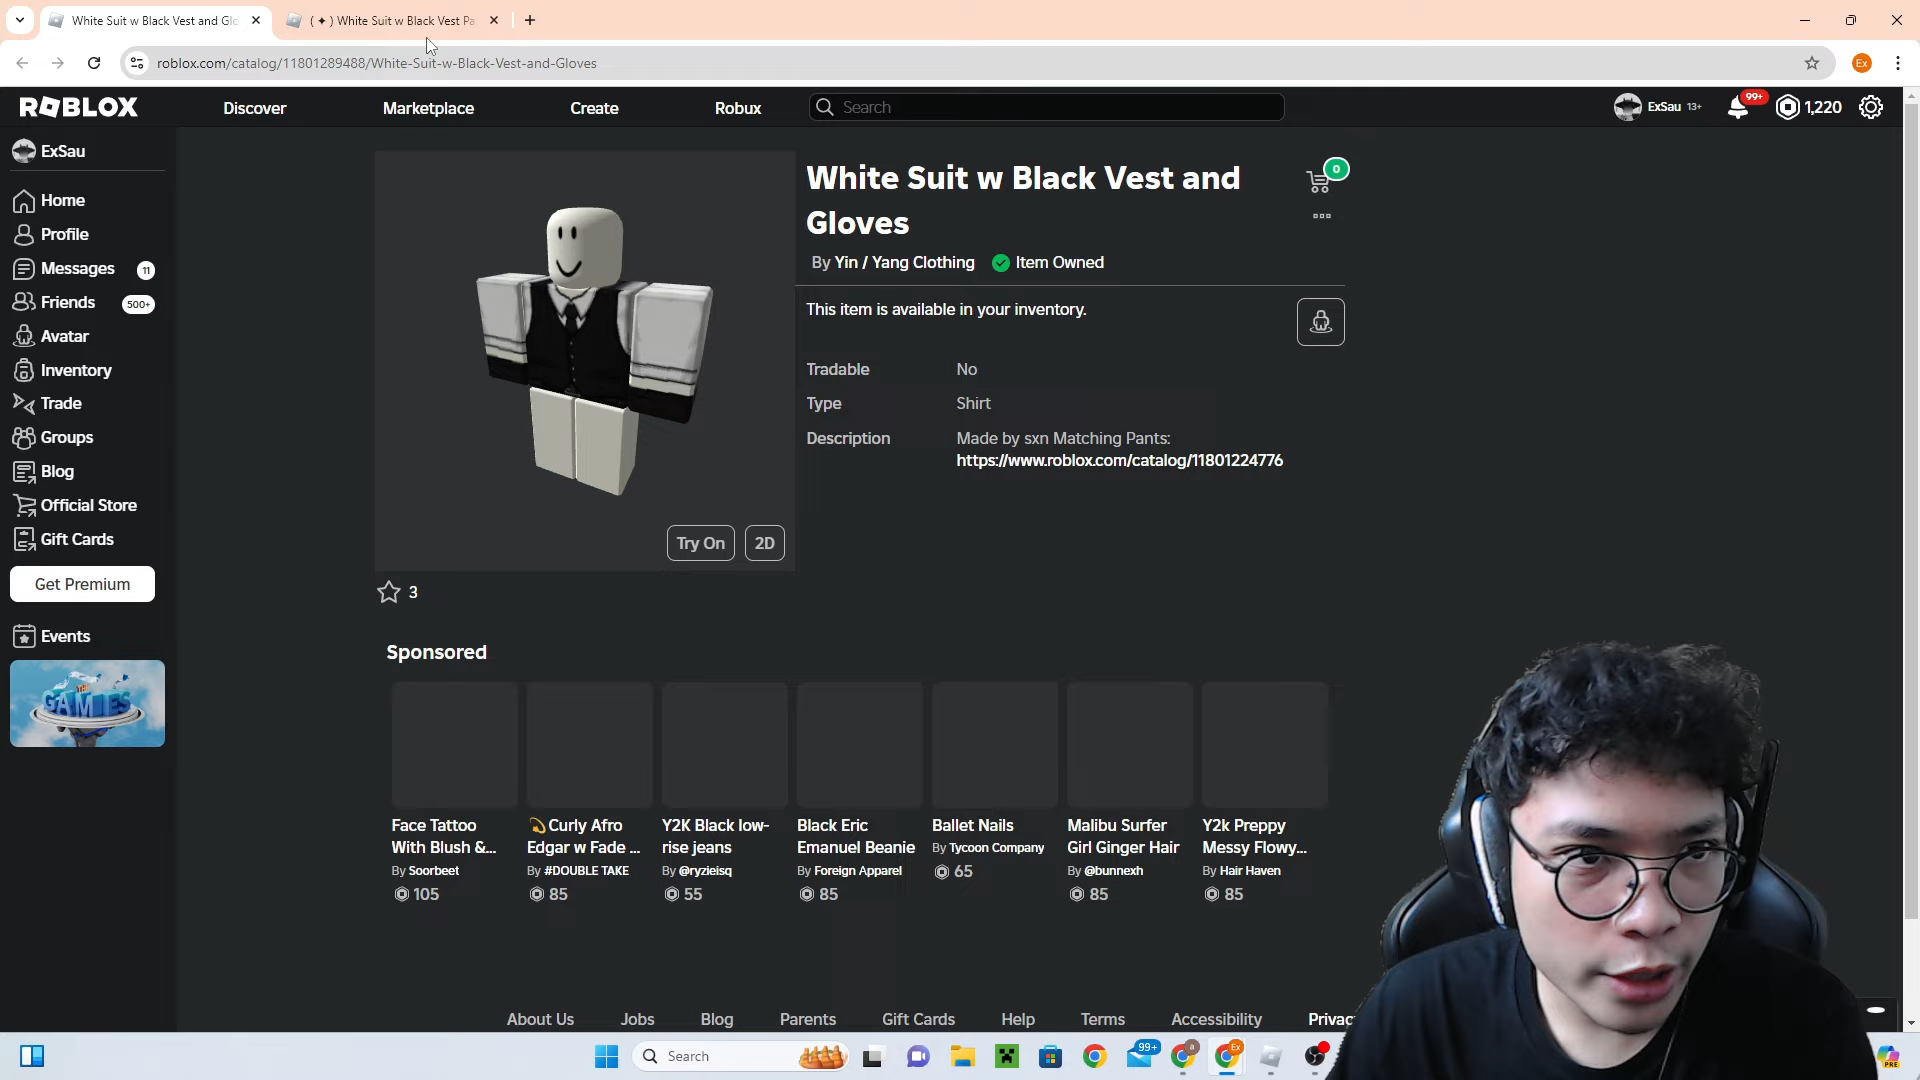 White Suit w Black Vest and Glo
( ✦ ) White Suit w Black Vest Pa
roblox.com/catalog/11801289488/White-Suit-w-Black-Vest-and-Gloves
Ex
ROBLOX
Discover
Marketplace
Create
Robux
Search
ExSau 13+
99+
1,220
ExSau
Home
Profile
Messages 11
Friends 500+
Avatar
Inventory
Trade
Groups
Blog
Official Store
Gift Cards
Get Premium
Events
THE
GAMES
White Suit w Black Vest and
Gloves
0
By Yin / Yang Clothing Item Owned
This item is available in your inventory.
Tradable No
Type Shirt
Description Made by sxn Matching Pants:
https://www.roblox.com/catalog/11801224776
Try On
2D
3
Sponsored
Face Tattoo
With Blush &...
By Soorbeet
105
💫Curly Afro
Edgar w Fade ...
By #DOUBLE TAKE
85
Y2K Black low-
rise jeans
By @ryzieisq
55
Black Eric
Emanuel Beanie
By Foreign Apparel
85
Ballet Nails
By Tycoon Company
65
Malibu Surfer
Girl Ginger Hair
By @bunnexh
85
Y2k Preppy
Messy Flowy...
By Hair Haven
85
About Us
Jobs
Blog
Parents
Gift Cards
Help
Terms
Accessibility
Privac
Search
99+
a
Ex
PRE